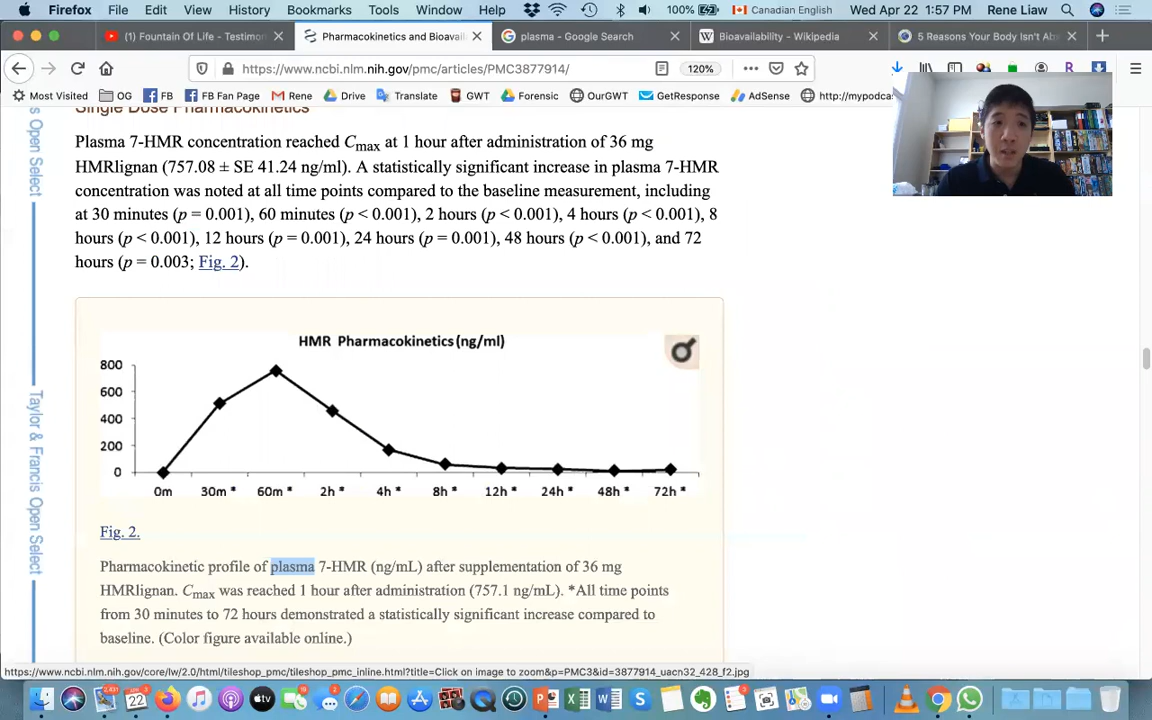 Firefox File Edit View History Bookmarks Tools Window Help 100% Canadian English Wed Apr 22 1:57 PM Rene Liaw
(1) Fountain Of Life - Testimo Pharmacokinetics and Bioavai plasma - Google Search Bioavailability - Wikipedia 5 Reasons Your Body Isn't Ab
https://www.ncbi.nlm.nih.gov/pmc/articles/PMC3877914/ 120%
Most Visited OG FB FB Fan Page Rene Drive Translate GWT Forensic OurGWT GetResponse AdSense http://mypodca
Single Dose Pharmacokinetics
Plasma 7-HMR concentration reached Cmax at 1 hour after administration of 36 mg
HMRlignan (757.08 ± SE 41.24 ng/ml). A statistically significant increase in plasma 7-HMR
concentration was noted at all time points compared to the baseline measurement, including
at 30 minutes (p = 0.001), 60 minutes (p < 0.001), 2 hours (p < 0.001), 4 hours (p < 0.001), 8
hours (p < 0.001), 12 hours (p = 0.001), 24 hours (p = 0.001), 48 hours (p < 0.001), and 72
hours (p = 0.003; Fig. 2).
s Open Select
Taylor & Francis Open Select
HMR Pharmacokinetics (ng/ml)
800
600
400
200
0
0m 30m * 60m * 2h * 4h * 8h * 12h * 24h * 48h * 72h *
Fig. 2.
Pharmacokinetic profile of plasma 7-HMR (ng/mL) after supplementation of 36 mg
HMRlignan. Cmax was reached 1 hour after administration (757.1 ng/mL). *All time points
from 30 minutes to 72 hours demonstrated a statistically significant increase compared to
baseline. (Color figure available online.)
https://www.ncbi.nlm.nih.gov/core/lw/2.0/html/tileshop_pmc/tileshop_pmc_inline.html?title=Click on image to zoom&p=PMC3&id=3877914_uacn32_428_f2.jpg